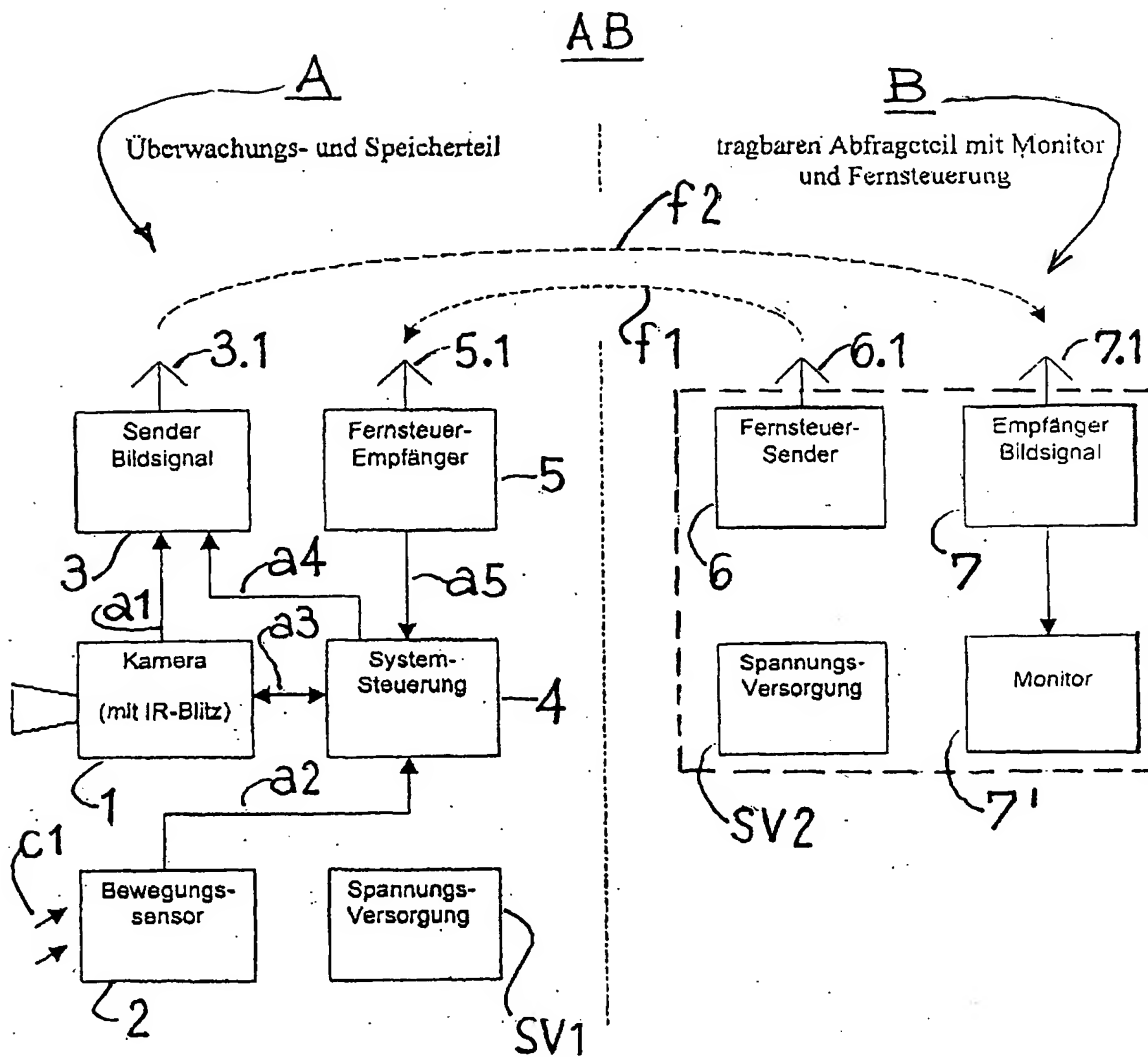 AB
A
B
Überwachungs- und Speicherteil
tragbaren Abfrageteil mit Monitor
und Fernsteuerung
f2
f1
3.1
5.1
6.1
7.1
Sender
Bildsignal
Fernsteuer-
Empfänger
Fernsteuer-
Sender
Empfänger
Bildsignal
3
5
6
7
a1
a4
a5
a3
Kamera
(mit IR-Blitz)
System-
Steuerung
4
Spannungs-
Versorgung
Monitor
1
a2
SV2
7'
c1
Bewegungs-
sensor
Spannungs-
Versorgung
2
SV1